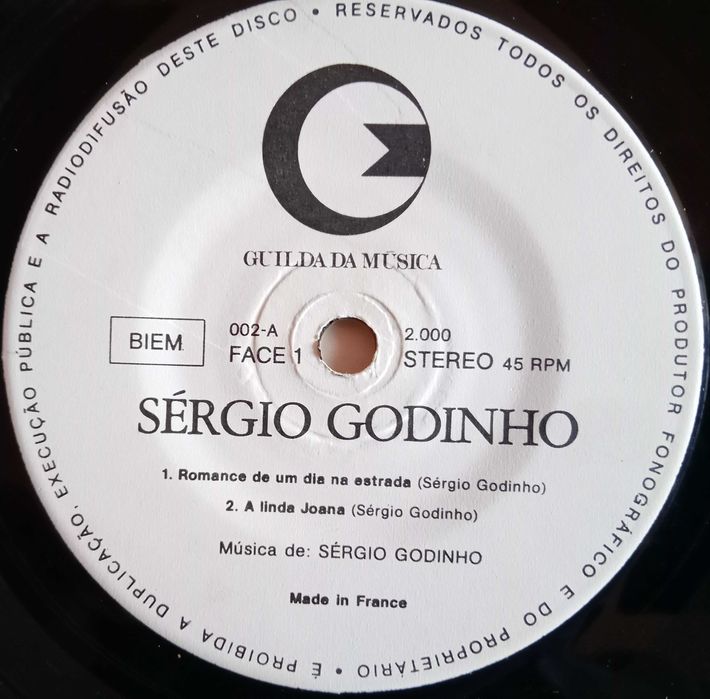 RESERVADOS TODOS OS DIREITOS DO PRODUTOR FONOGRÁFICO E DO PROPRIETÁRIO • É PROIBIDA A DUPLICAÇÃO, EXECUÇÃO PÚBLICA E A RADIODIFUSÃO DESTE DISCO •
GUILDA DA MÚSICA
BIEM 002-A 2.000
FACE 1 STEREO 45 RPM
SÉRGIO GODINHO
1. Romance de um dia na estrada (Sérgio Godinho)
2. A linda Joana (Sérgio Godinho)
Música de: SÉRGIO GODINHO
Made in France